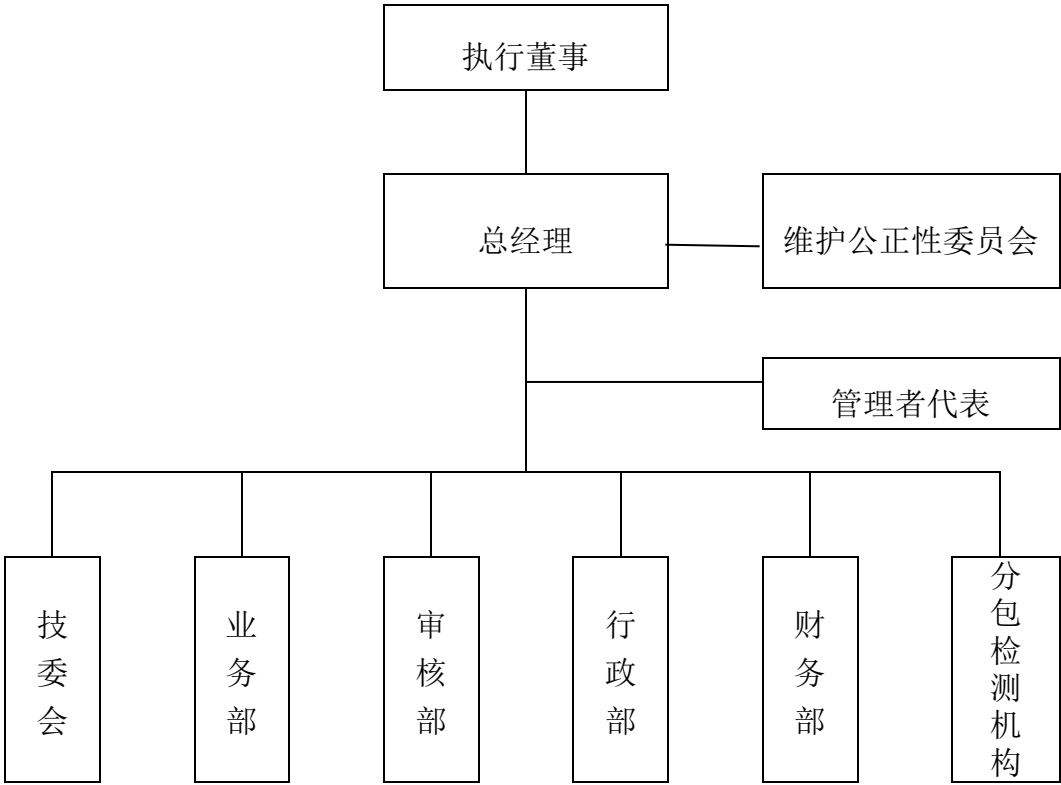 执行董事
总经理
维护公正性委员会
管理者代表
技委会
业务部
审核部
行政部
财务部
分包检测机构